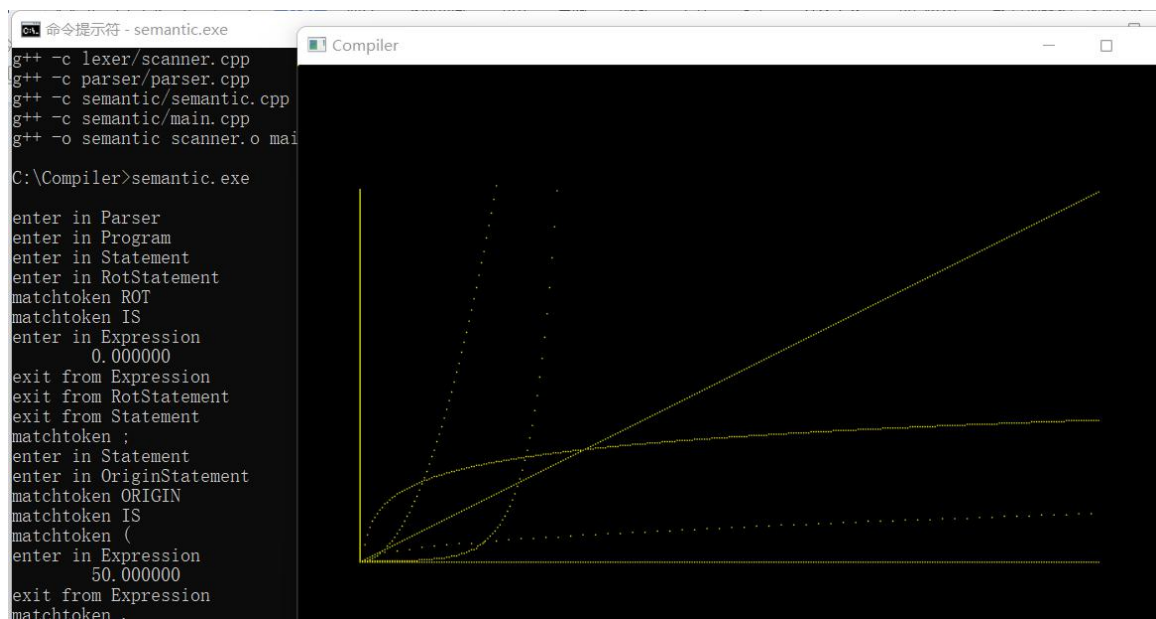 命令提示符 - semantic.exe
Compiler
g++ -c lexer/scanner.cpp
g++ -c parser/parser.cpp
g++ -c semantic/semantic.cpp
g++ -c semantic/main.cpp
g++ -o semantic scanner.o mai
C:\Compiler>semantic.exe
enter in Parser
enter in Program
enter in Statement
enter in RotStatement
matchtoken ROT
matchtoken IS
enter in Expression
0.000000
exit from Expression
exit from RotStatement
exit from Statement
matchtoken ;
enter in Statement
enter in OriginStatement
matchtoken ORIGIN
matchtoken IS
matchtoken (
enter in Expression
50.000000
exit from Expression
matchtoken ,